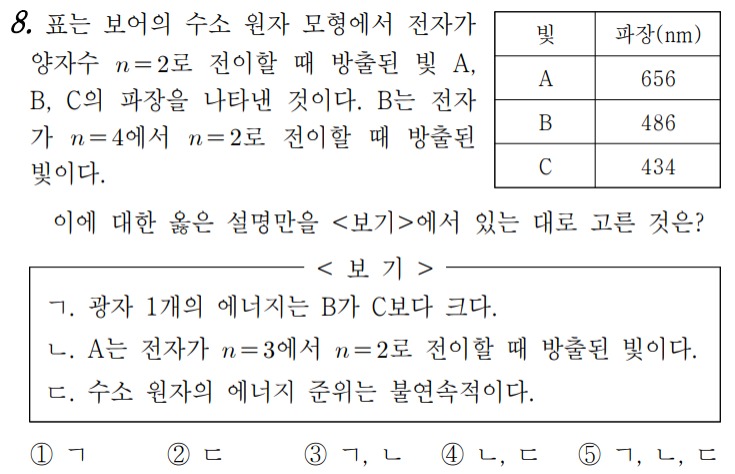 8. 표는 보어의 수소 원자 모형에서 전자가
양자수 n=2로 전이할 때 방출된 빛 A,
B, C의 파장을 나타낸 것이다. B는 전자
가 n=4에서 n=2로 전이할 때 방출된
빛이다.
빛 파장(nm)
A 656
B 486
C 434
이에 대한 옳은 설명만을 <보기>에서 있는 대로 고른 것은?
< 보 기 >
ㄱ. 광자 1개의 에너지는 B가 C보다 크다.
ㄴ. A는 전자가 n=3에서 n=2로 전이할 때 방출된 빛이다.
ㄷ. 수소 원자의 에너지 준위는 불연속적이다.
① ㄱ ② ㄷ ③ ㄱ, ㄴ ④ ㄴ, ㄷ ⑤ ㄱ, ㄴ, ㄷ